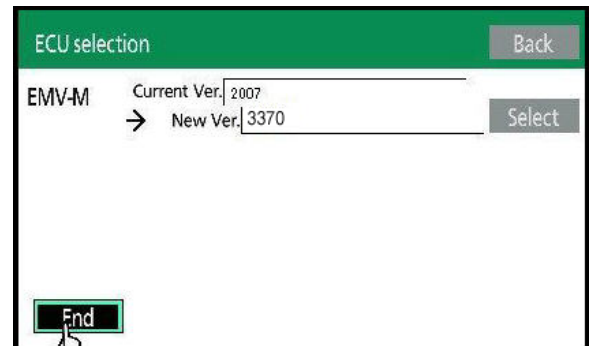 ECU selection Back
EMV-M Current Ver. 2007
→ New Ver. 3370 Select
End